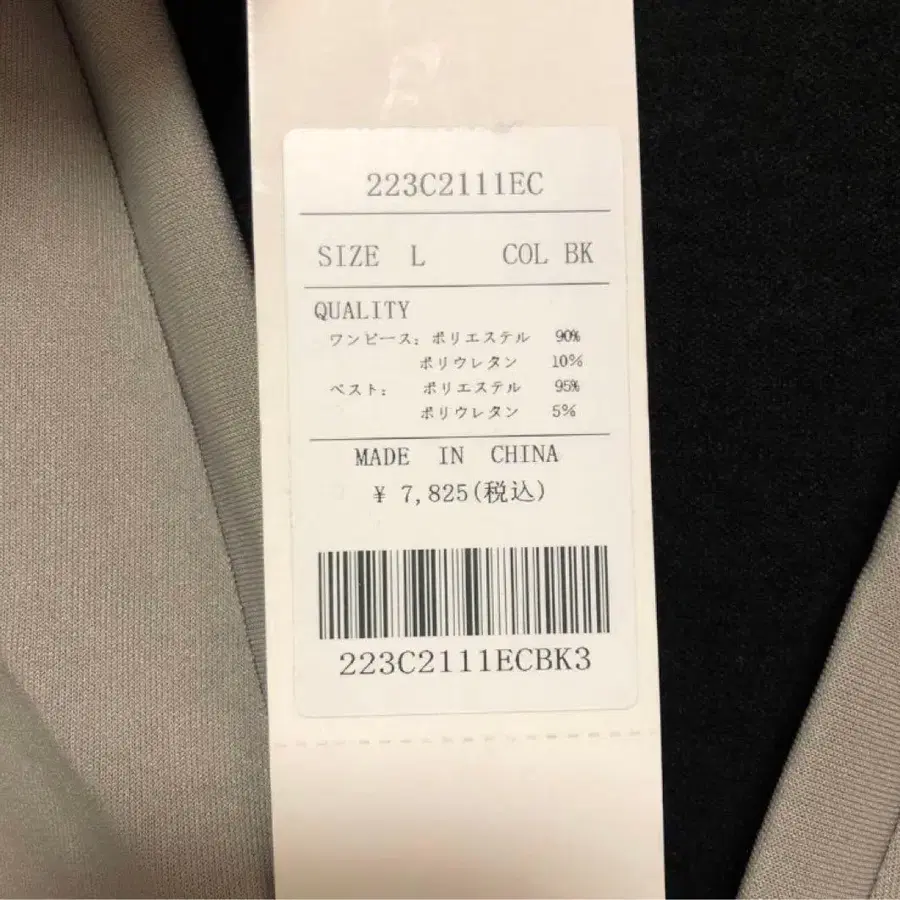 223C2111EC
SIZE L COL BK
QUALITY
ワンピース: ポリエステル 90%
ポリウレタン 10%
ベスト: ポリエステル 95%
ポリウレタン 5%
MADE IN CHINA
¥ 7,825(税込)
223C2111ECBK3